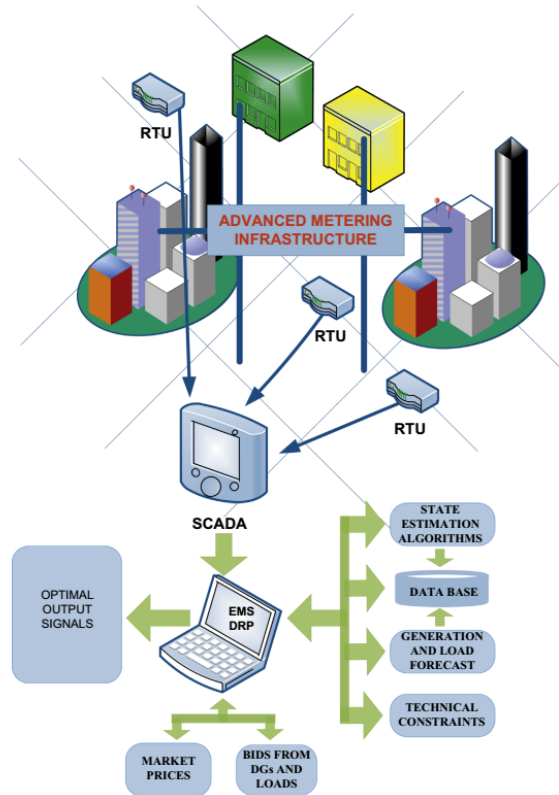 RTU
ADVANCED METERING
INFRASTRUCTURE
RTU
RTU
SCADA
STATE
ESTIMATION
ALGORITHMS
OPTIMAL
OUTPUT
SIGNALS
EMS
DRP
DATA BASE
GENERATION
AND LOAD
FORECAST
TECHNICAL
CONSTRAINTS
MARKET
PRICES
BIDS FROM
DGs AND
LOADS